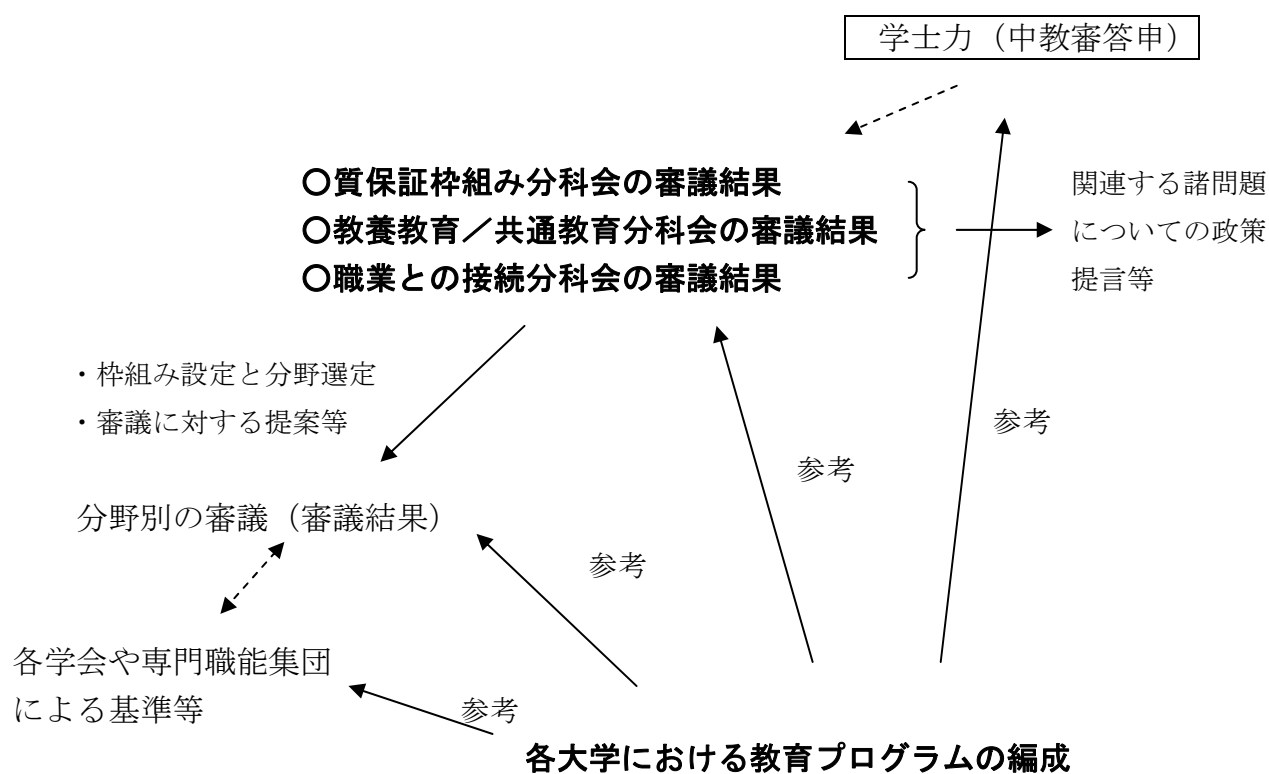 学士力（中教審答申）
〇質保証枠組み分科会の審議結果
〇教養教育／共通教育分科会の審議結果
〇職業との接続分科会の審議結果
関連する諸問題
についての政策
提言等
・枠組み設定と分野選定
・審議に対する提案等
参考
参考
分野別の審議（審議結果）
参考
各学会や専門職能集団
による基準等
参考
各大学における教育プログラムの編成